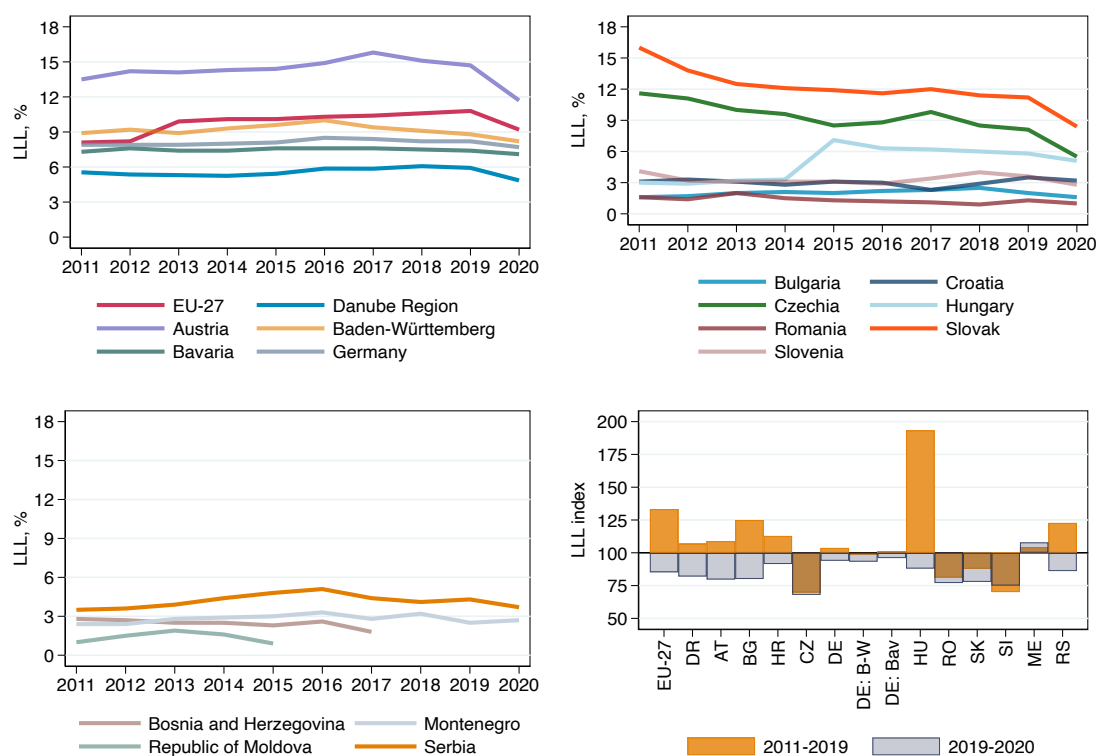 LLL, %
18
15
12
9
6
3
0
2011 2012 2013 2014 2015 2016 2017 2018 2019 2020
EU-27 Danube Region
Austria Baden-Württemberg
Bavaria Germany
LLL, %
18
15
12
9
6
3
0
2011 2012 2013 2014 2015 2016 2017 2018 2019 2020
Bulgaria Croatia
Czechia Hungary
Romania Slovak
Slovenia
LLL, %
18
15
12
9
6
3
0
2011 2012 2013 2014 2015 2016 2017 2018 2019 2020
Bosnia and Herzegovina Montenegro
Republic of Moldova Serbia
LLL index
200
175
150
125
100
75
50
EU-27 DR AT BG HR CZ DE DE: B-W DE: Bav HU RO SK SI ME RS
2011-2019 2019-2020